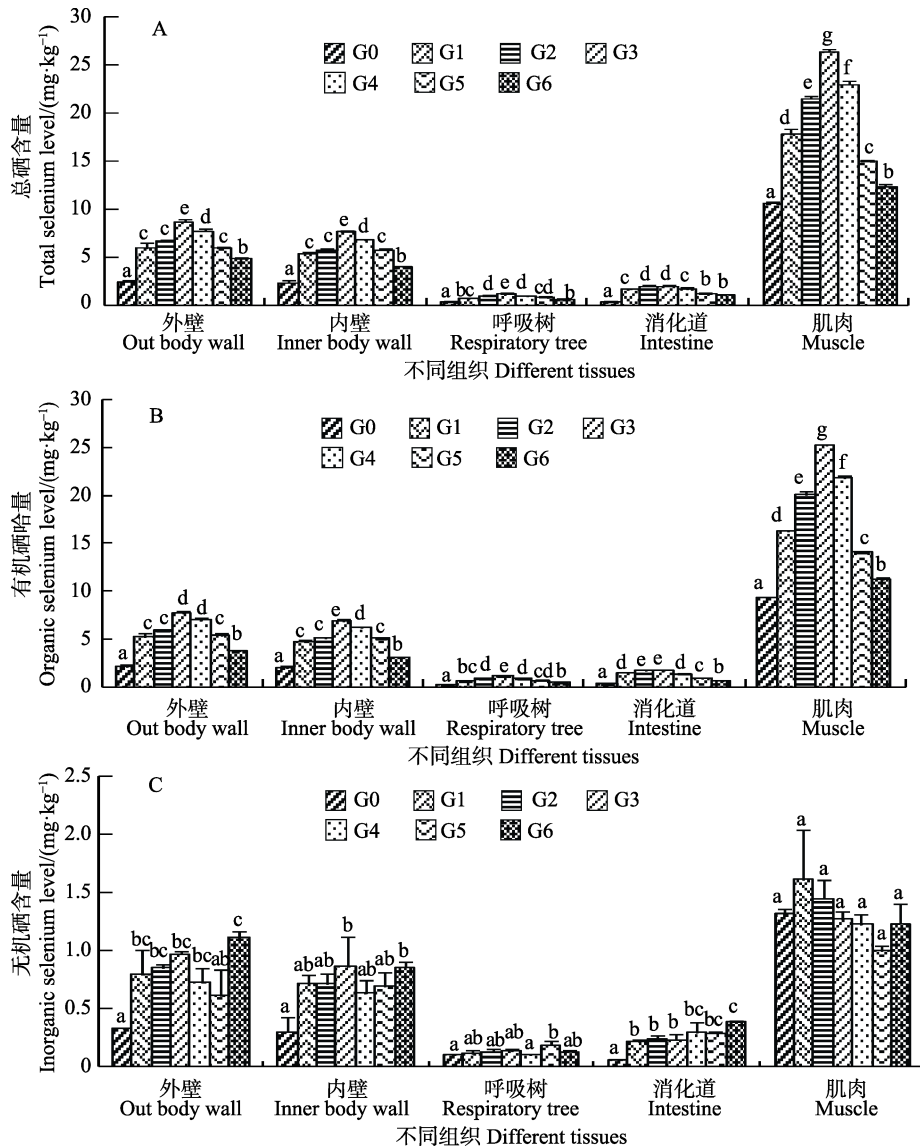 总硒含量
Total selenium level/(mg·kg⁻¹)
A
30
25
20
15
10
5
0
G0 G1 G2 G3
G4 G5 G6
a c c e d c b
a c c e d c b
a bc d e d cd b
a c d d c b b
a d e g f c b
外壁 内壁 呼吸树 消化道 肌肉
Out body wall Inner body wall Respiratory tree Intestine Muscle
不同组织 Different tissues
有机硒哈量
Organic selenium level/(mg·kg⁻¹)
B
30
25
20
15
10
5
0
G0 G1 G2 G3
G4 G5 G6
a c c d d c b
a c c e d c b
a bc d e d cd b
a d e e d c b
a d e g f c b
外壁 内壁 呼吸树 消化道 肌肉
Out body wall Inner body wall Respiratory tree Intestine Muscle
不同组织 Different tissues
无机硒含量
Inorganic selenium level/(mg·kg⁻¹)
C
2.5
2.0
1.5
1.0
0.5
0
G0 G1 G2 G3
G4 G5 G6
a bc bc bc bc ab c
a ab ab b ab ab b
a ab ab ab a b ab
a b b b bc bc c
a a a a a a a
外壁 内壁 呼吸树 消化道 肌肉
Out body wall Inner body wall Respiratory tree Intestine Muscle
不同组织 Different tissues